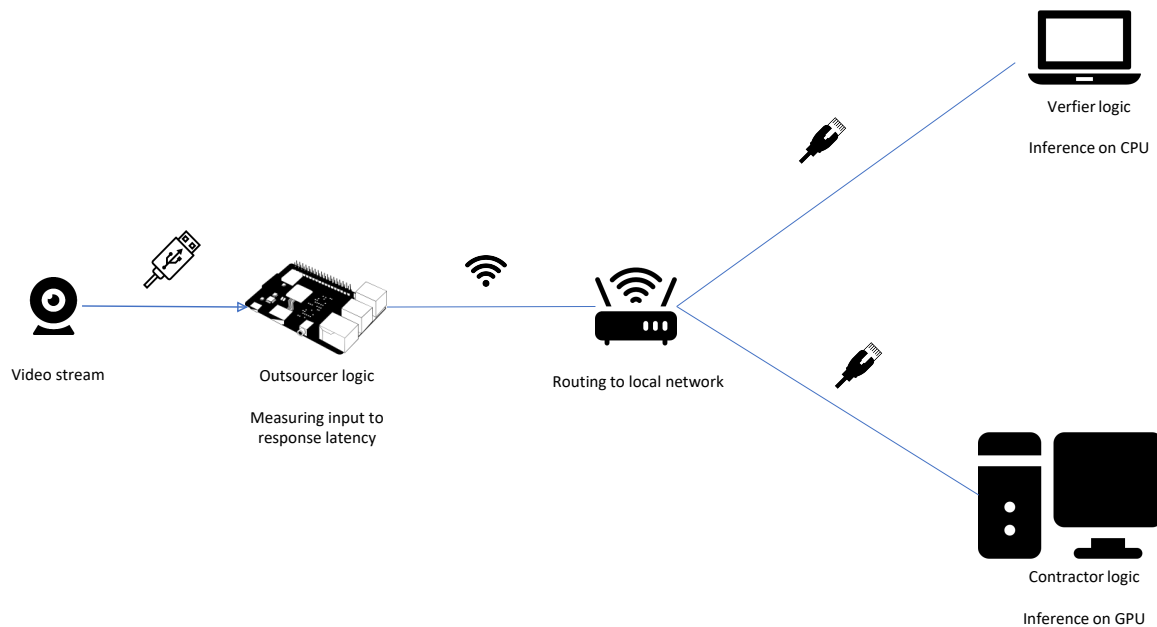 Verfier logic
Inference on CPU
Video stream
Outsourcer logic
Measuring input to
response latency
Routing to local network
Contractor logic
Inference on GPU